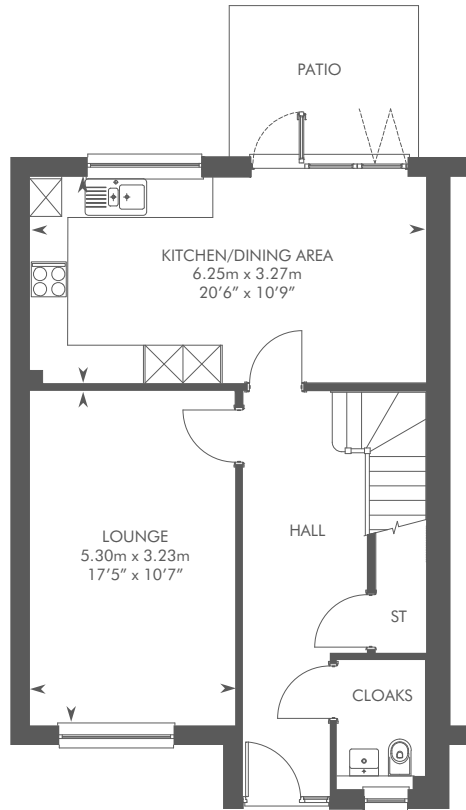 PATIO
KITCHEN/DINING AREA
6.25m x 3.27m
20'6" x 10'9"
LOUNGE
5.30m x 3.23m
17'5" x 10'7"
HALL
ST
CLOAKS